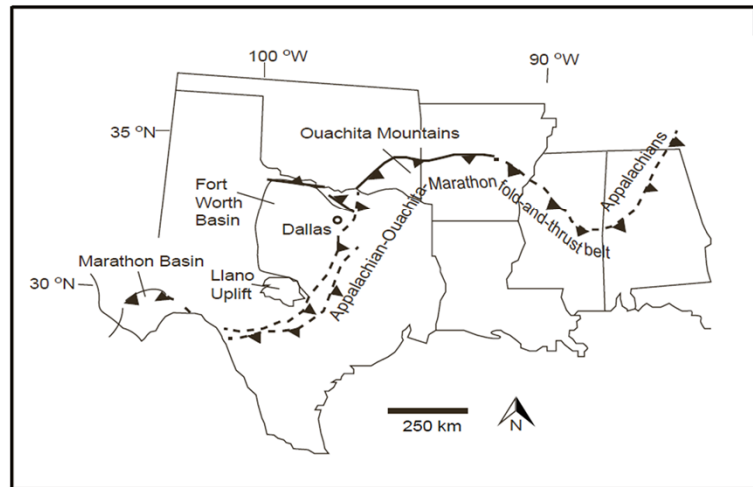 100 °W
90 °W
35 °N
Ouachita Mountains
Appalachians
Fort
Worth
Basin
Dallas
Appalachian-Ouachita-Marathon
fold-and-thrust belt
Marathon Basin
30 °N
Llano
Uplift
250 km
N